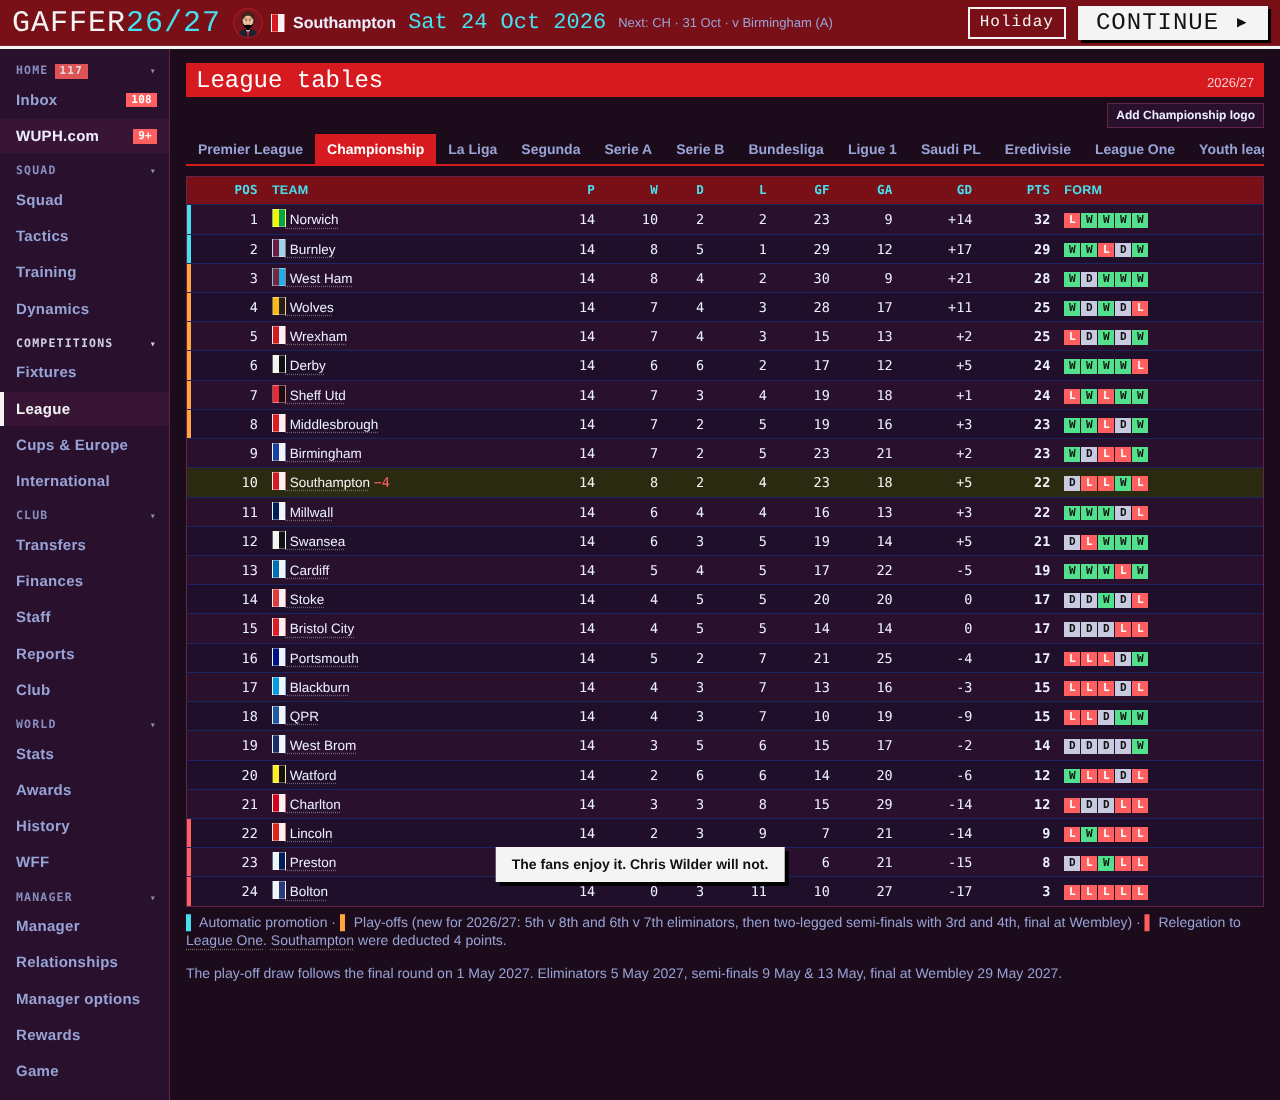 GAFFER26/27 Southampton Sat 24 Oct 2026 Next: CH · 31 Oct · v Birmingham (A) Holiday CONTINUE ►
HOME 117 ▾
Inbox 108
WUPH.com 9+
SQUAD ▾
Squad
Tactics
Training
Dynamics
COMPETITIONS ▾
Fixtures
League
Cups & Europe
International
CLUB ▾
Transfers
Finances
Staff
Reports
Club
WORLD ▾
Stats
Awards
History
WFF
MANAGER ▾
Manager
Relationships
Manager options
Rewards
Game
League tables 2026/27
Add Championship logo
Premier League Championship La Liga Segunda Serie A Serie B Bundesliga Ligue 1 Saudi PL Eredivisie League One Youth leag
POS TEAM P W D L GF GA GD PTS FORM
1 Norwich 14 10 2 2 23 9 +14 32 L W W W W
2 Burnley 14 8 5 1 29 12 +17 29 W W L D W
3 West Ham 14 8 4 2 30 9 +21 28 W D W W W
4 Wolves 14 7 4 3 28 17 +11 25 W D W D L
5 Wrexham 14 7 4 3 15 13 +2 25 L D W D W
6 Derby 14 6 6 2 17 12 +5 24 W W W W L
7 Sheff Utd 14 7 3 4 19 18 +1 24 L W L W W
8 Middlesbrough 14 7 2 5 19 16 +3 23 W W L D W
9 Birmingham 14 7 2 5 23 21 +2 23 W D L L W
10 Southampton −4 14 8 2 4 23 18 +5 22 D L L W L
11 Millwall 14 6 4 4 16 13 +3 22 W W W D L
12 Swansea 14 6 3 5 19 14 +5 21 D L W W W
13 Cardiff 14 5 4 5 17 22 -5 19 W W W L W
14 Stoke 14 4 5 5 20 20 0 17 D D W D L
15 Bristol City 14 4 5 5 14 14 0 17 D D D L L
16 Portsmouth 14 5 2 7 21 25 -4 17 L L L D W
17 Blackburn 14 4 3 7 13 16 -3 15 L L L D L
18 QPR 14 4 3 7 10 19 -9 15 L L D W W
19 West Brom 14 3 5 6 15 17 -2 14 D D D D W
20 Watford 14 2 6 6 14 20 -6 12 W L L D L
21 Charlton 14 3 3 8 15 29 -14 12 L D D L L
22 Lincoln 14 2 3 9 7 21 -14 9 L W L L L
23 Preston 6 21 -15 8 D L W L L
The fans enjoy it. Chris Wilder will not.
24 Bolton 14 0 3 11 10 27 -17 3 L L L L L
Automatic promotion · Play-offs (new for 2026/27: 5th v 8th and 6th v 7th eliminators, then two-legged semi-finals with 3rd and 4th, final at Wembley) · Relegation to
League One. Southampton were deducted 4 points.
The play-off draw follows the final round on 1 May 2027. Eliminators 5 May 2027, semi-finals 9 May & 13 May, final at Wembley 29 May 2027.